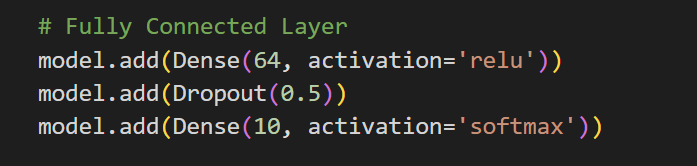 # Fully Connected Layer
model.add(Dense(64, activation='relu'))
model.add(Dropout(0.5))
model.add(Dense(10, activation='softmax'))